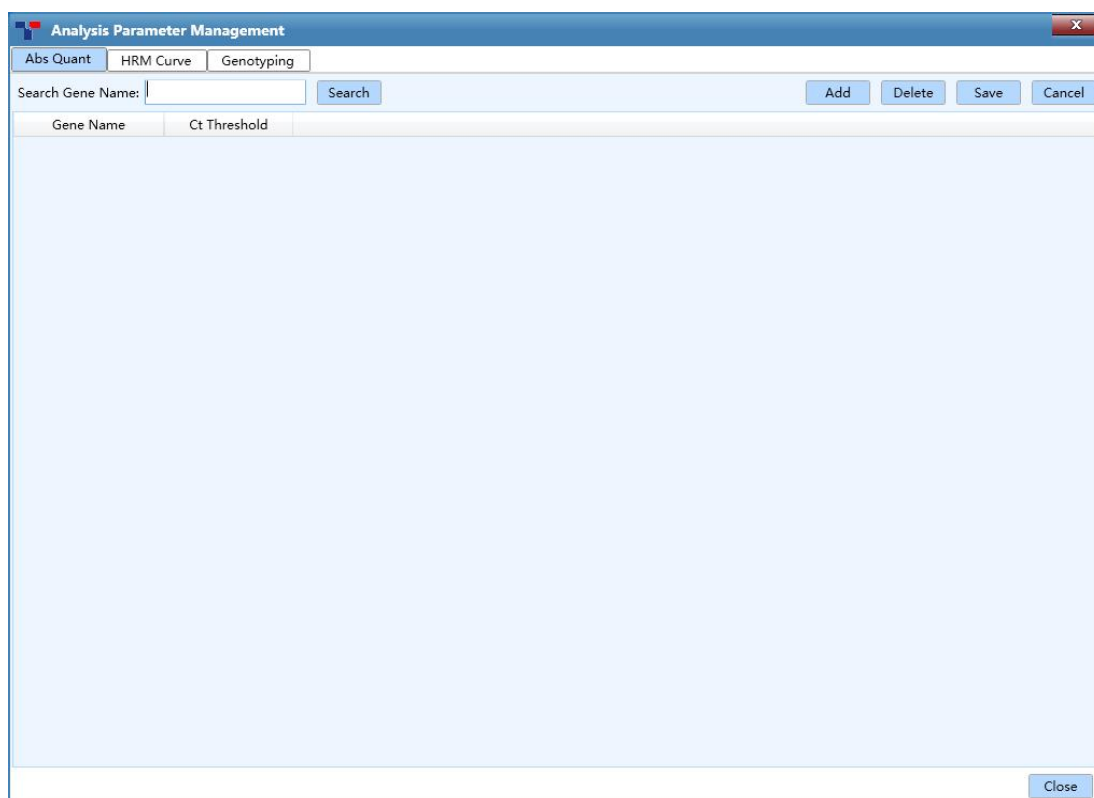 Analysis Parameter Management x
Abs Quant HRM Curve Genotyping
Search Gene Name: Search Add Delete Save Cancel
Gene Name Ct Threshold
Close